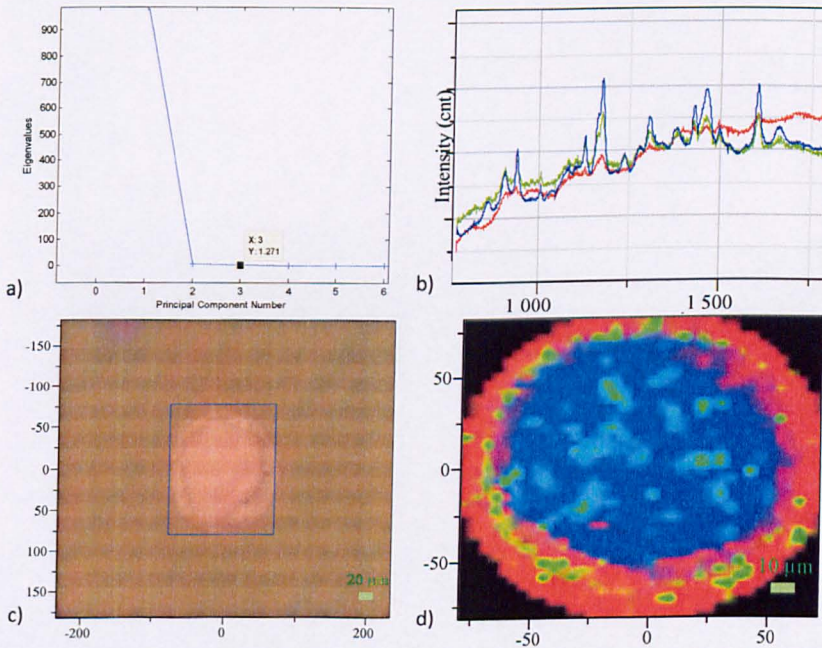 900
800
700
600
500
400
300
200
100
0
Eigenvalues
X: 3
Y: 1.271
0 1 2 3 4 5 6
Principal Component Number
a)
Intensity (cnt)
1 000 1 500
b)
-150
-100
-50
0
50
100
150
20 µm
-200 0 200
c)
50
0
-50
10 µm
-50 0 50
d)